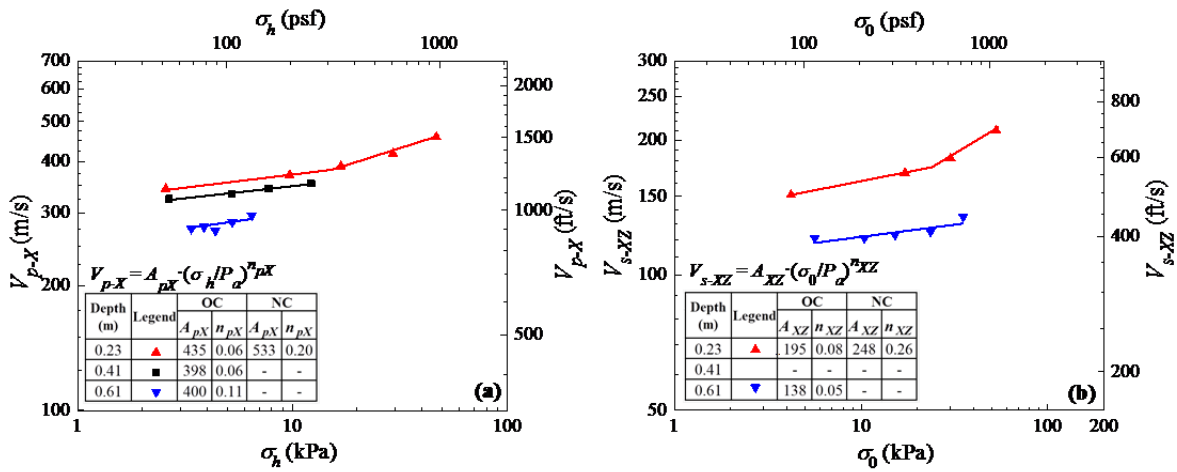 σh (psf)
100 1000
700
600
500
400
300
200
100
Vp-X (m/s)
2000
1500
1000
500
Vp-X (ft/s)
Vp-X = ApX·(σh/Pa)^npX
Depth (m) Legend OC NC
ApX npX ApX npX
0.23 435 0.06 533 0.20
0.41 398 0.06 - -
0.61 400 0.11 - -
(a)
1 10 100
σh (kPa)
σ0 (psf)
100 1000
300
250
200
150
100
50
Vs-XZ (m/s)
800
600
400
200
Vs-XZ (ft/s)
Vs-XZ = AXZ·(σ0/Pa)^nXZ
Depth (m) Legend OC NC
AXZ nXZ AXZ nXZ
0.23 195 0.08 248 0.26
0.41 - - - -
0.61 138 0.05 - -
(b)
1 10 100 200
σ0 (kPa)